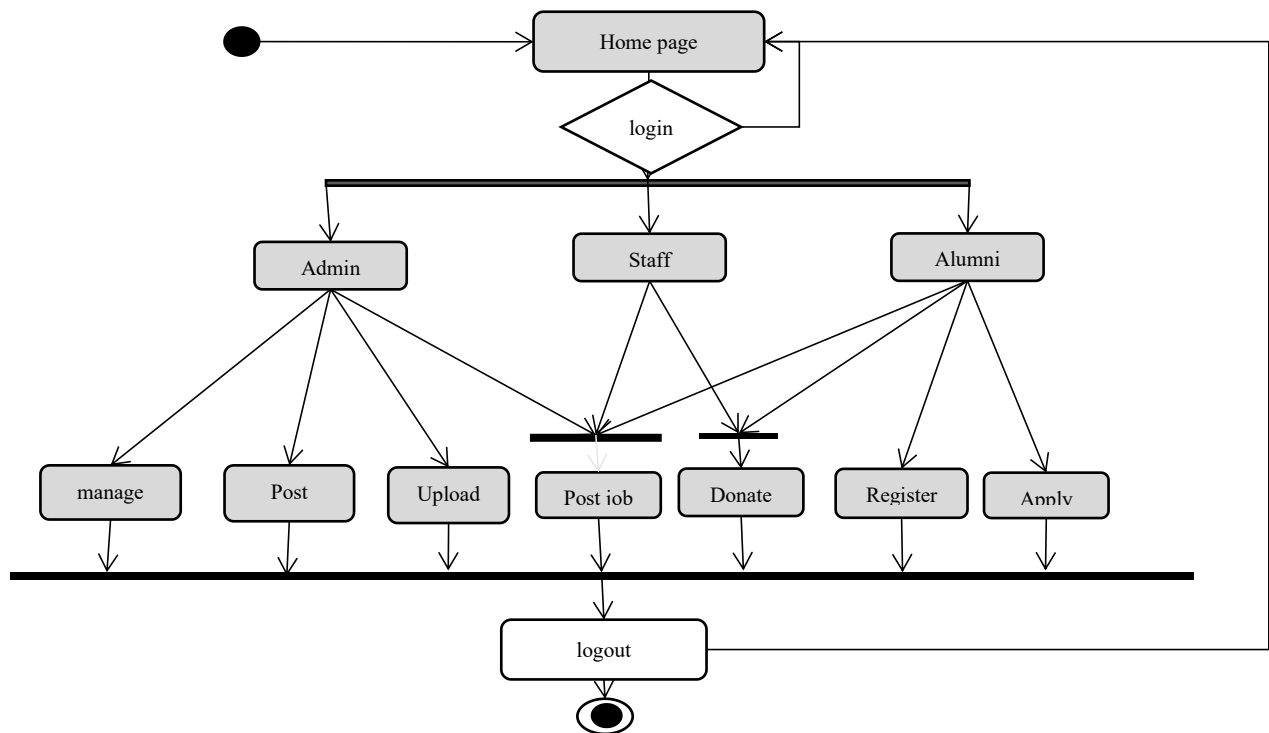 Home page
login
Admin
Staff
Alumni
manage
Post
Upload
Post job
Donate
Register
Apply
logout